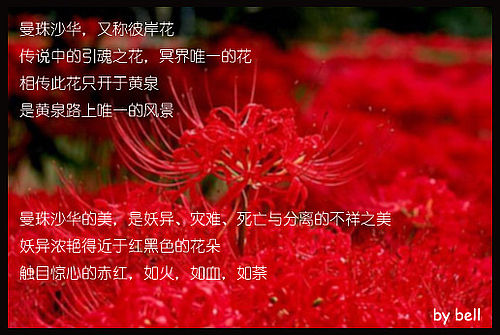 曼珠沙华，又称彼岸花
传说中的引魂之花，冥界唯一的花
相传此花只开于黄泉
是黄泉路上唯一的风景
曼珠沙华的美，是妖异、灾难、死亡与分离的不祥之美
妖异浓艳得近于红黑色的花朵
触目惊心的赤红，如火，如血，如荼
by bell